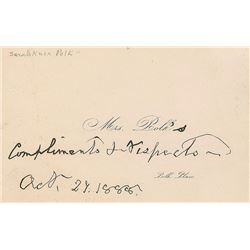 Sarah Knox Polk -
Mrs. Polk's
Compliments & respects -
Oct. 24. 1888.
Polk Place